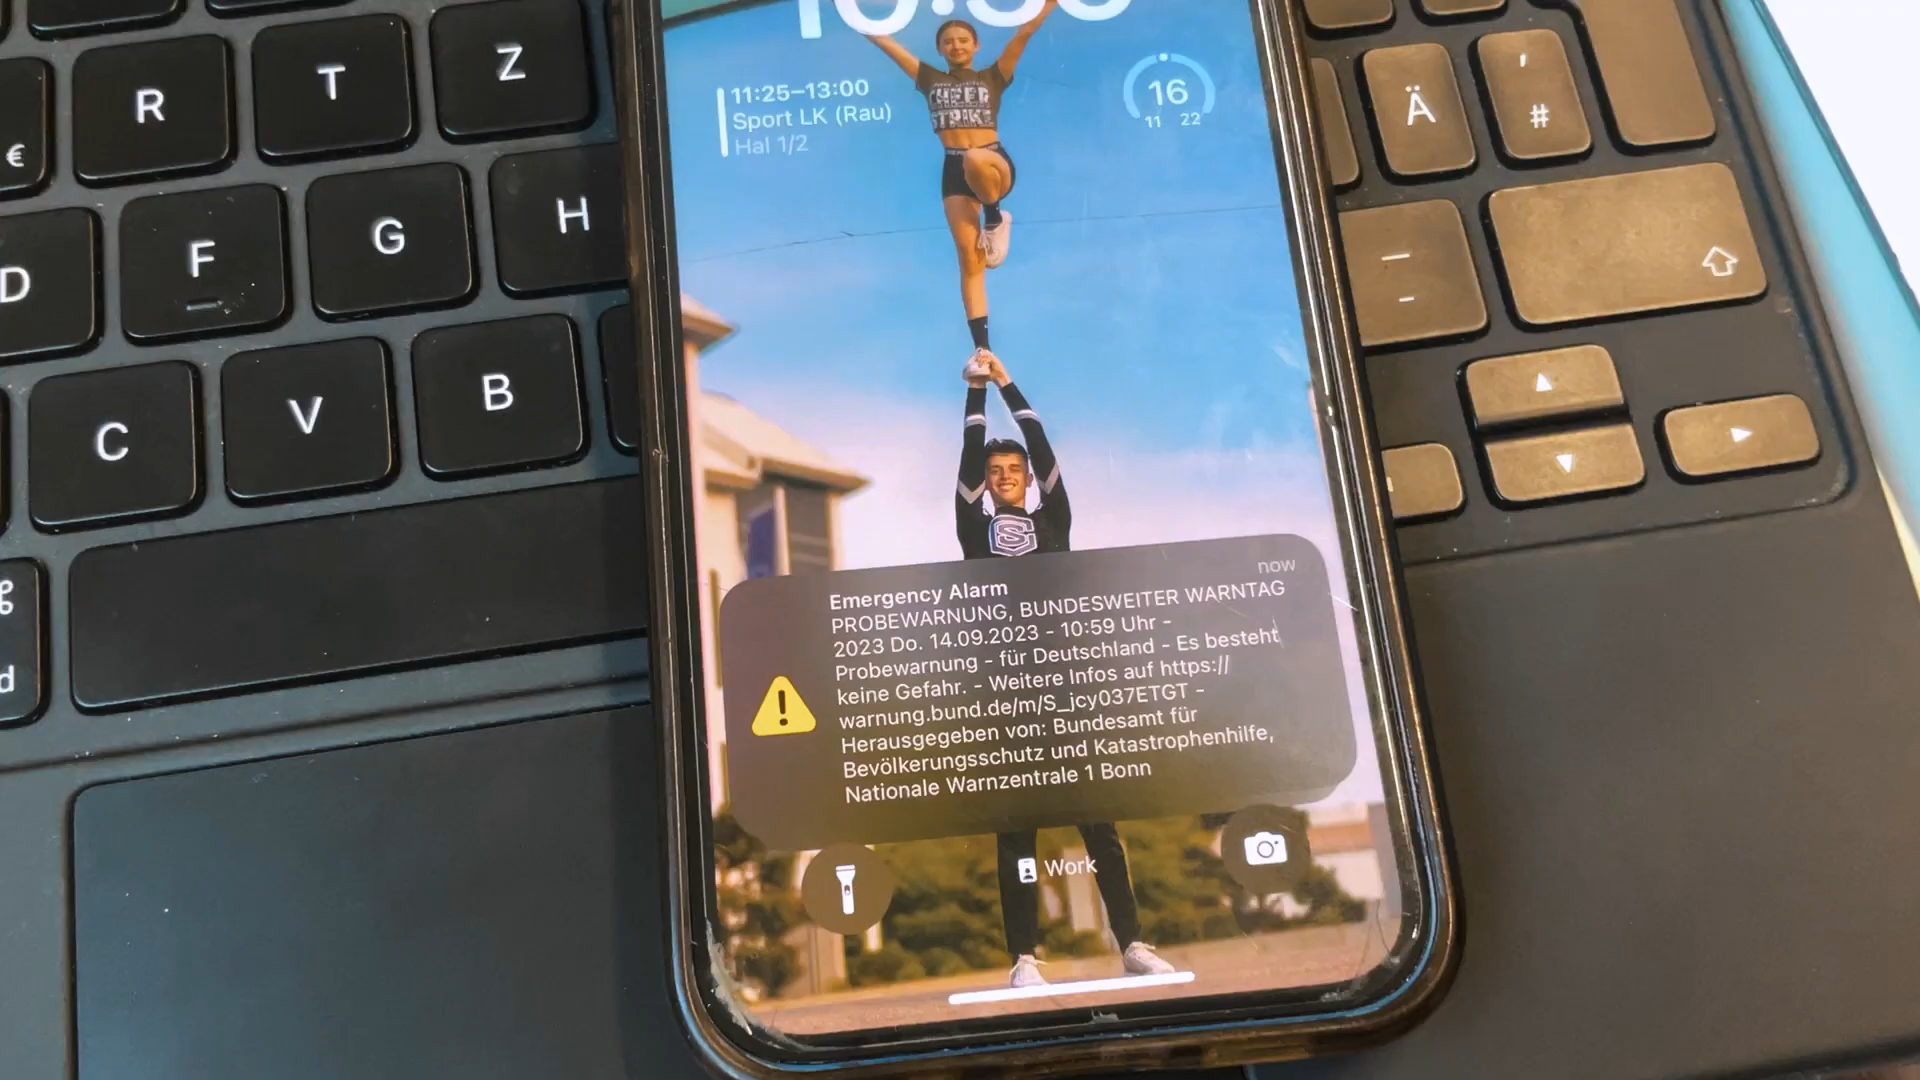 11:25–13:00
Sport LK (Rau)
Hal 1/2
16
11 22
CHEER
STRIKE
S
Emergency Alarm
now
PROBEWARNUNG, BUNDESWEITER WARNTAG
2023 Do. 14.09.2023 - 10:59 Uhr -
Probewarnung - für Deutschland - Es besteht
keine Gefahr. - Weitere Infos auf https://
warnung.bund.de/m/S_jcy037ETGT -
Herausgegeben von: Bundesamt für
Bevölkerungsschutz und Katastrophenhilfe,
Nationale Warnzentrale 1 Bonn
Work
€ R T Z
D F G H
C V B
⌘
d
Ä ' #
– -